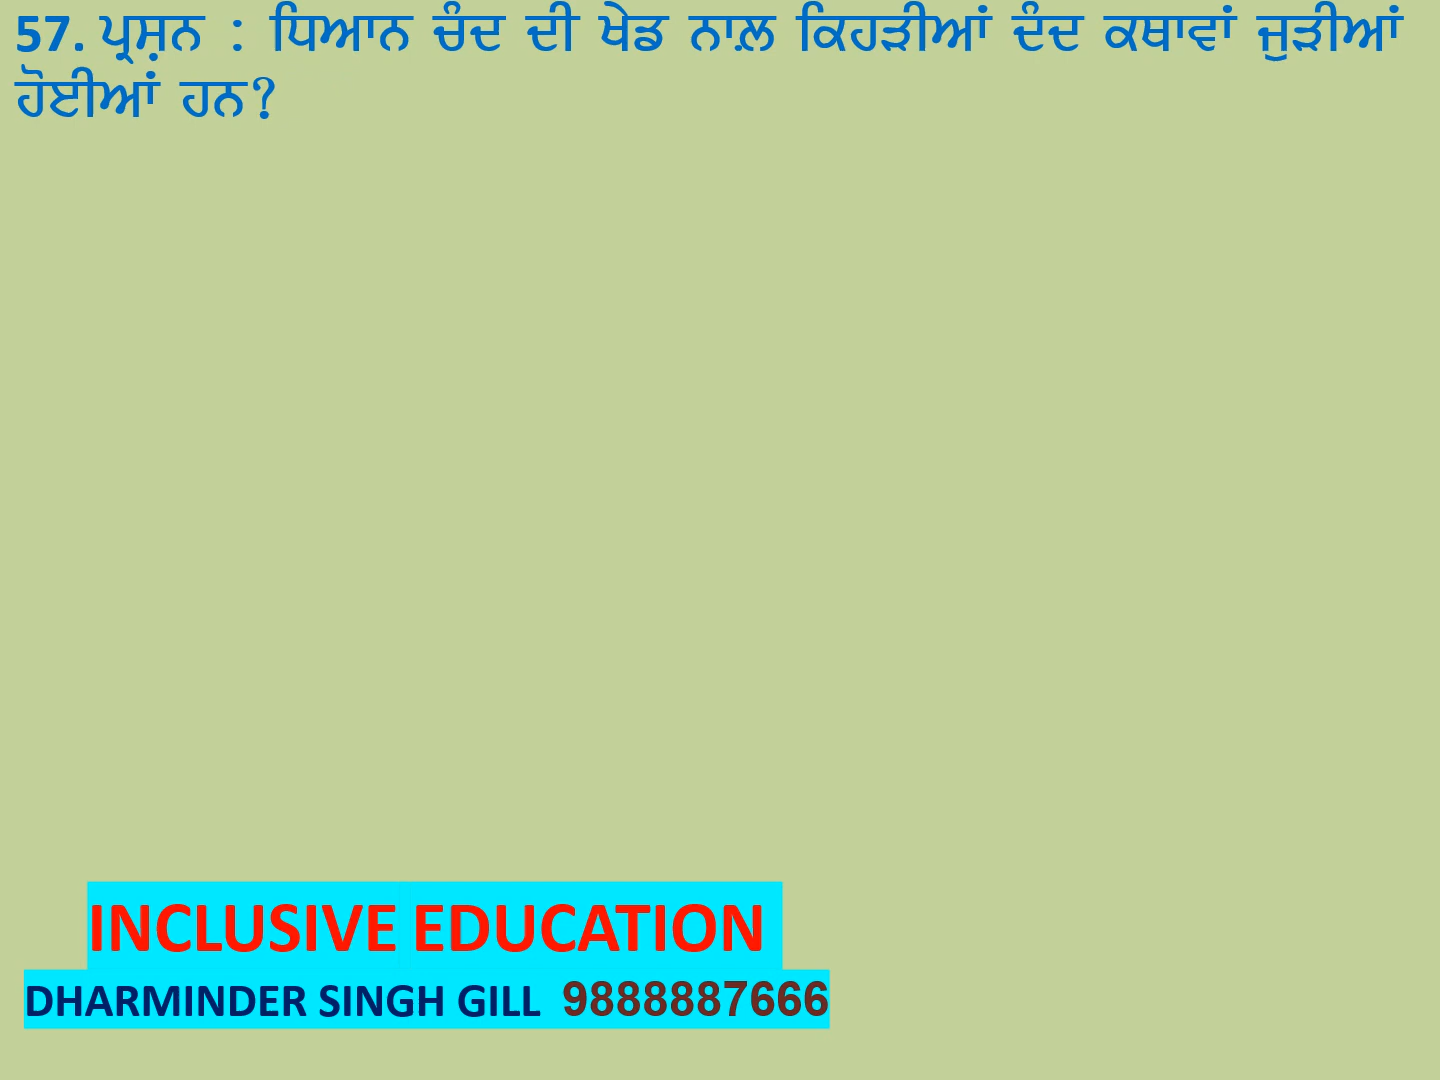 57. ਪ੍ਰਸ਼ਨ : ਧਿਆਨ ਚੰਦ ਦੀ ਖੇਡ ਨਾਲ਼ ਕਿਹੜੀਆਂ ਦੰਦ ਕਥਾਵਾਂ ਜੁੜੀਆਂ
ਹੋਈਆਂ ਹਨ?
INCLUSIVE EDUCATION
DHARMINDER SINGH GILL 9888887666